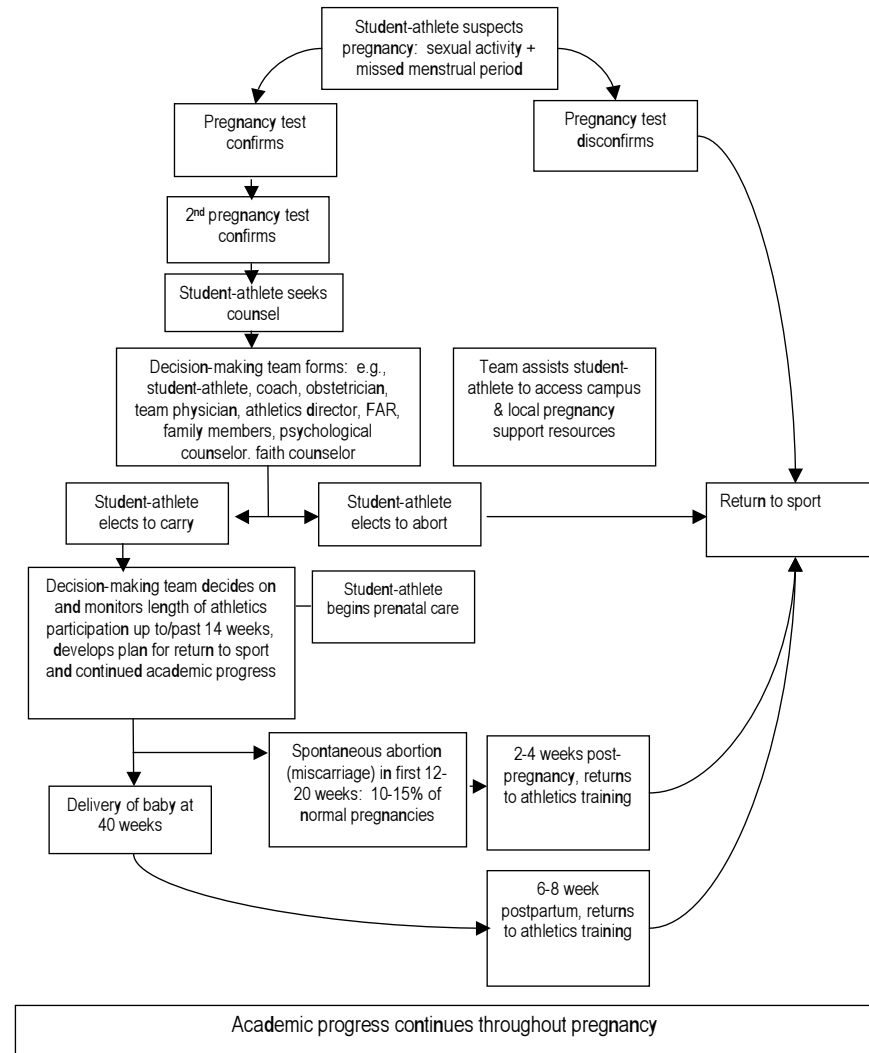 Student-athlete suspects
pregnancy: sexual activity +
missed menstrual period
Pregnancy test
confirms
Pregnancy test
disconfirms
2nd pregnancy test
confirms
Student-athlete seeks
counsel
Decision-making team forms: e.g.,
student-athlete, coach, obstetrician,
team physician, athletics director, FAR,
family members, psychological
counselor. faith counselor
Team assists student-
athlete to access campus
& local pregnancy
support resources
Student-athlete
elects to carry
Student-athlete
elects to abort
Return to sport
Decision-making team decides on
and monitors length of athletics
participation up to/past 14 weeks,
develops plan for return to sport
and continued academic progress
Student-athlete
begins prenatal care
Spontaneous abortion
(miscarriage) in first 12-
20 weeks: 10-15% of
normal pregnancies
2-4 weeks post-
pregnancy, returns
to athletics training
Delivery of baby at
40 weeks
6-8 week
postpartum, returns
to athletics training
Academic progress continues throughout pregnancy